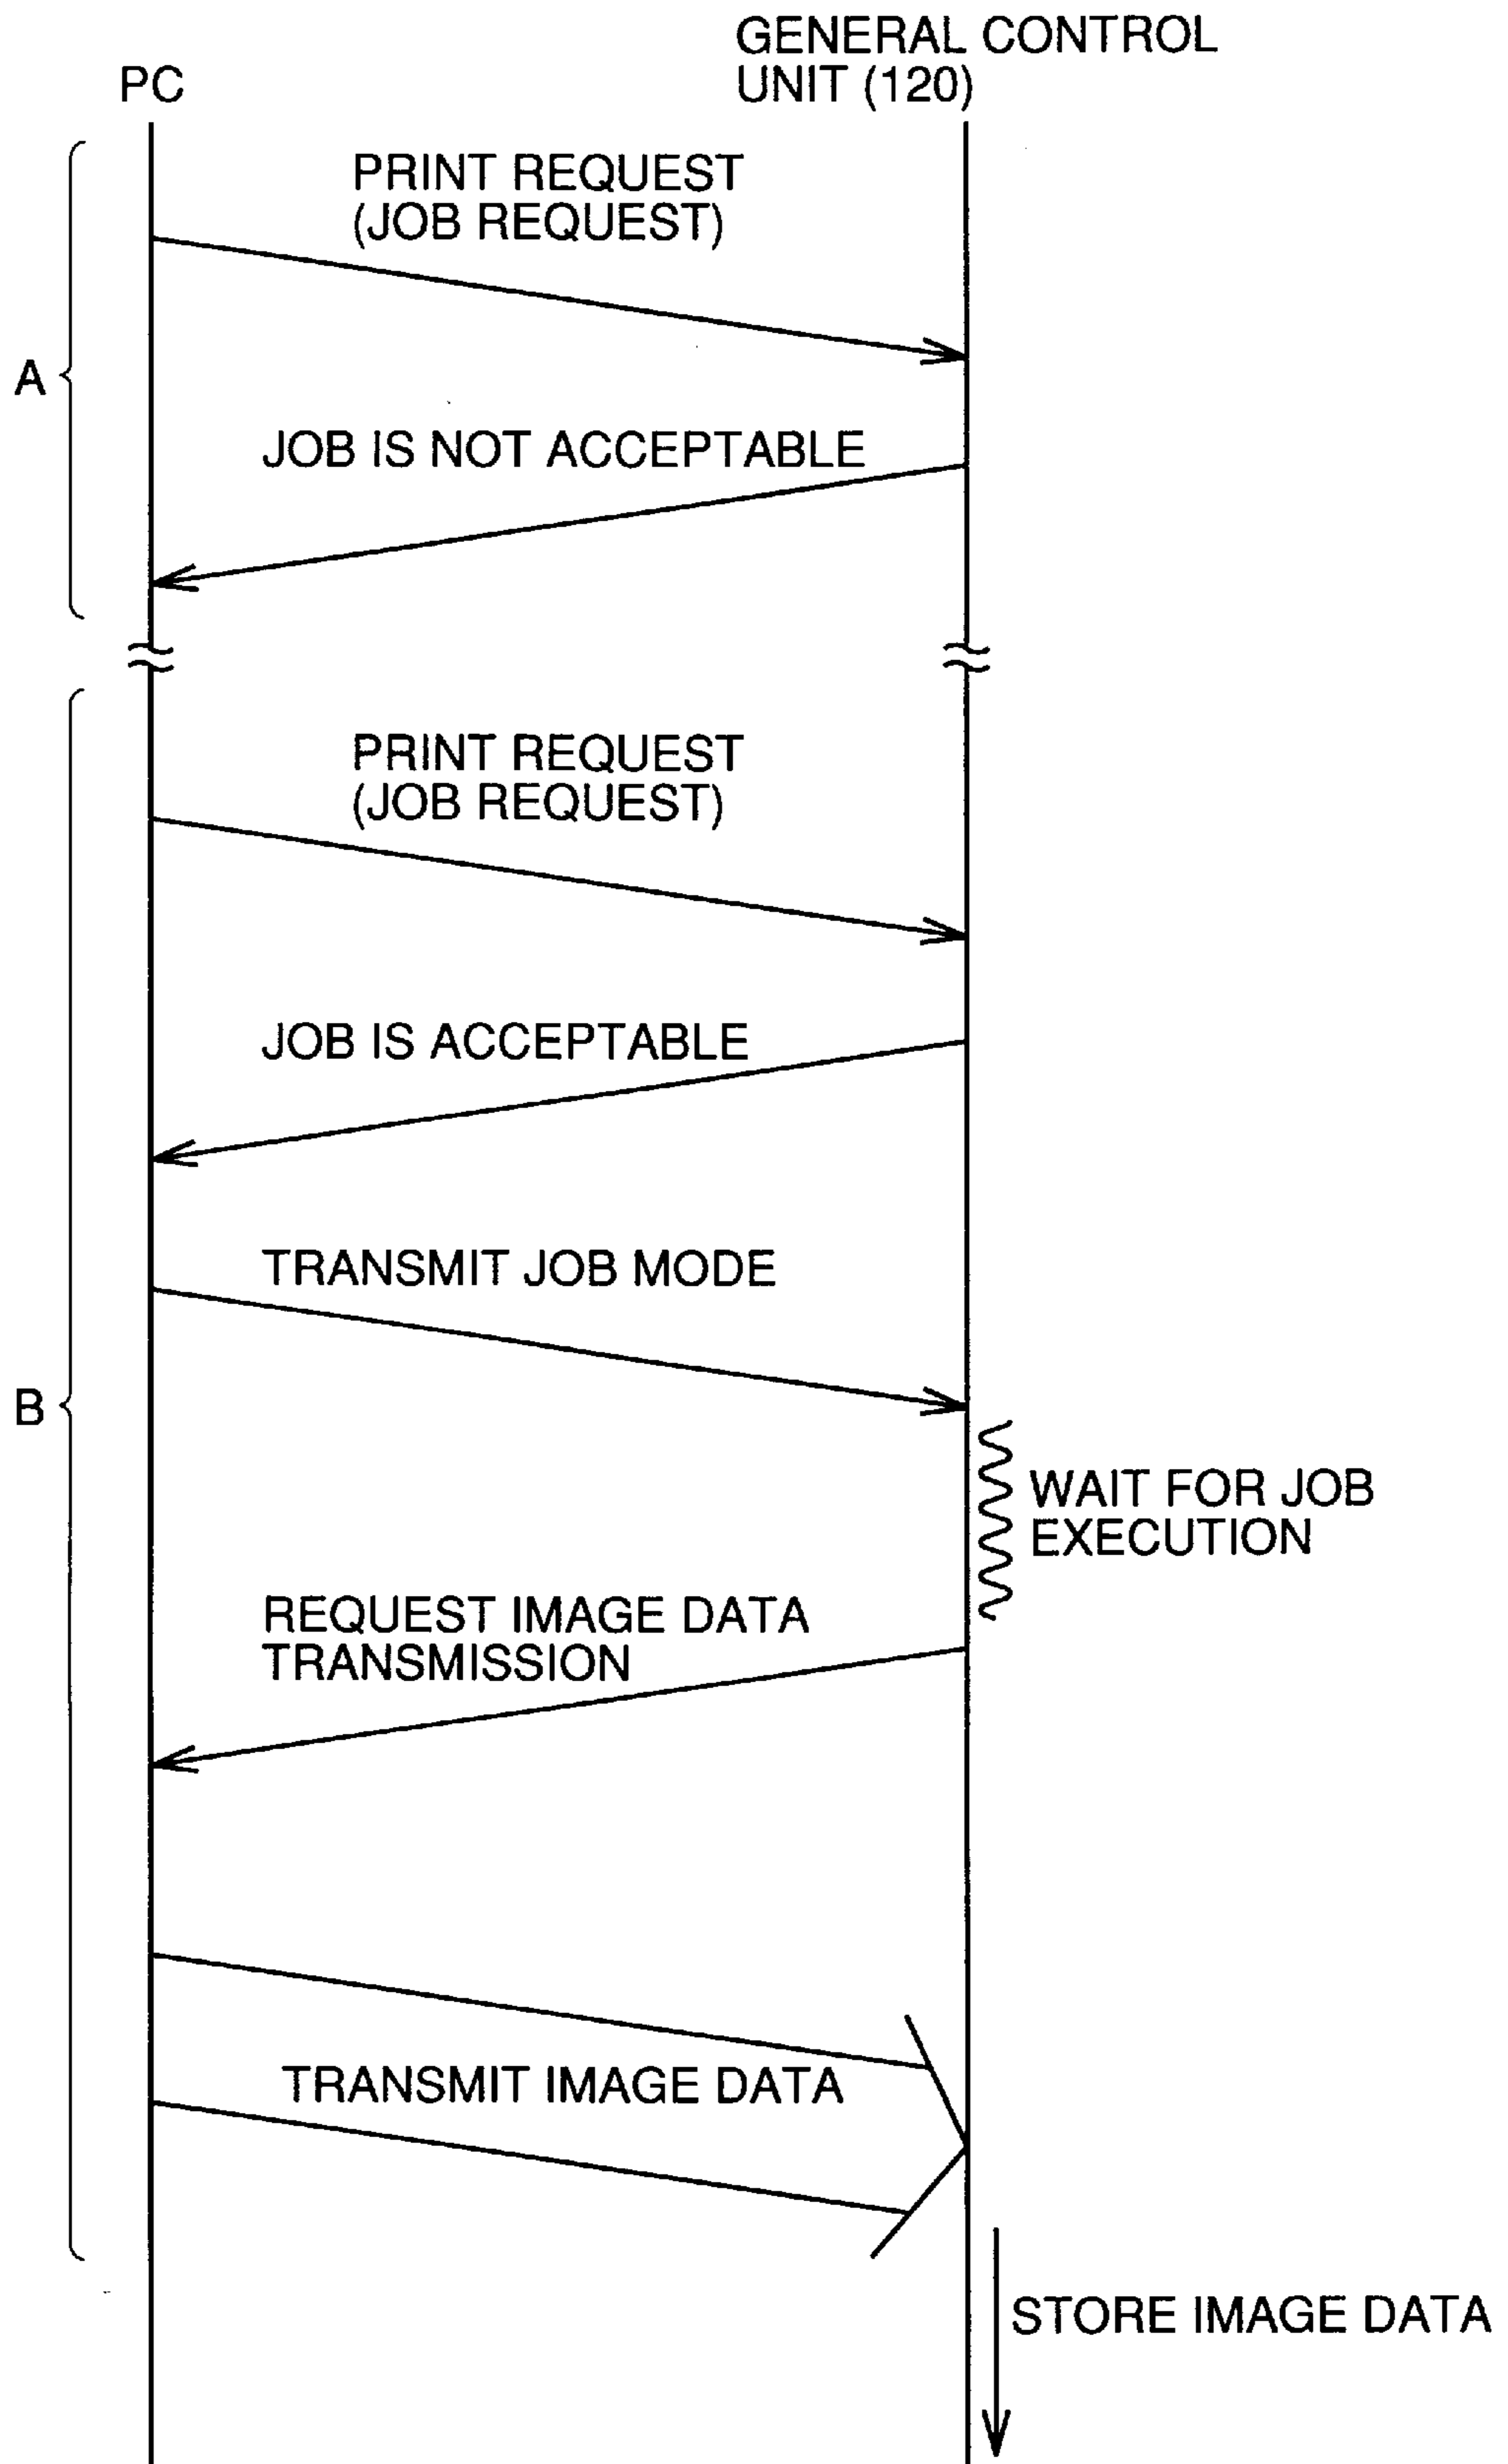 GENERAL CONTROL
UNIT (120)
PC
PRINT REQUEST
(JOB REQUEST)
A
JOB IS NOT ACCEPTABLE
PRINT REQUEST
(JOB REQUEST)
JOB IS ACCEPTABLE
TRANSMIT JOB MODE
B
WAIT FOR JOB
EXECUTION
REQUEST IMAGE DATA
TRANSMISSION
TRANSMIT IMAGE DATA
STORE IMAGE DATA